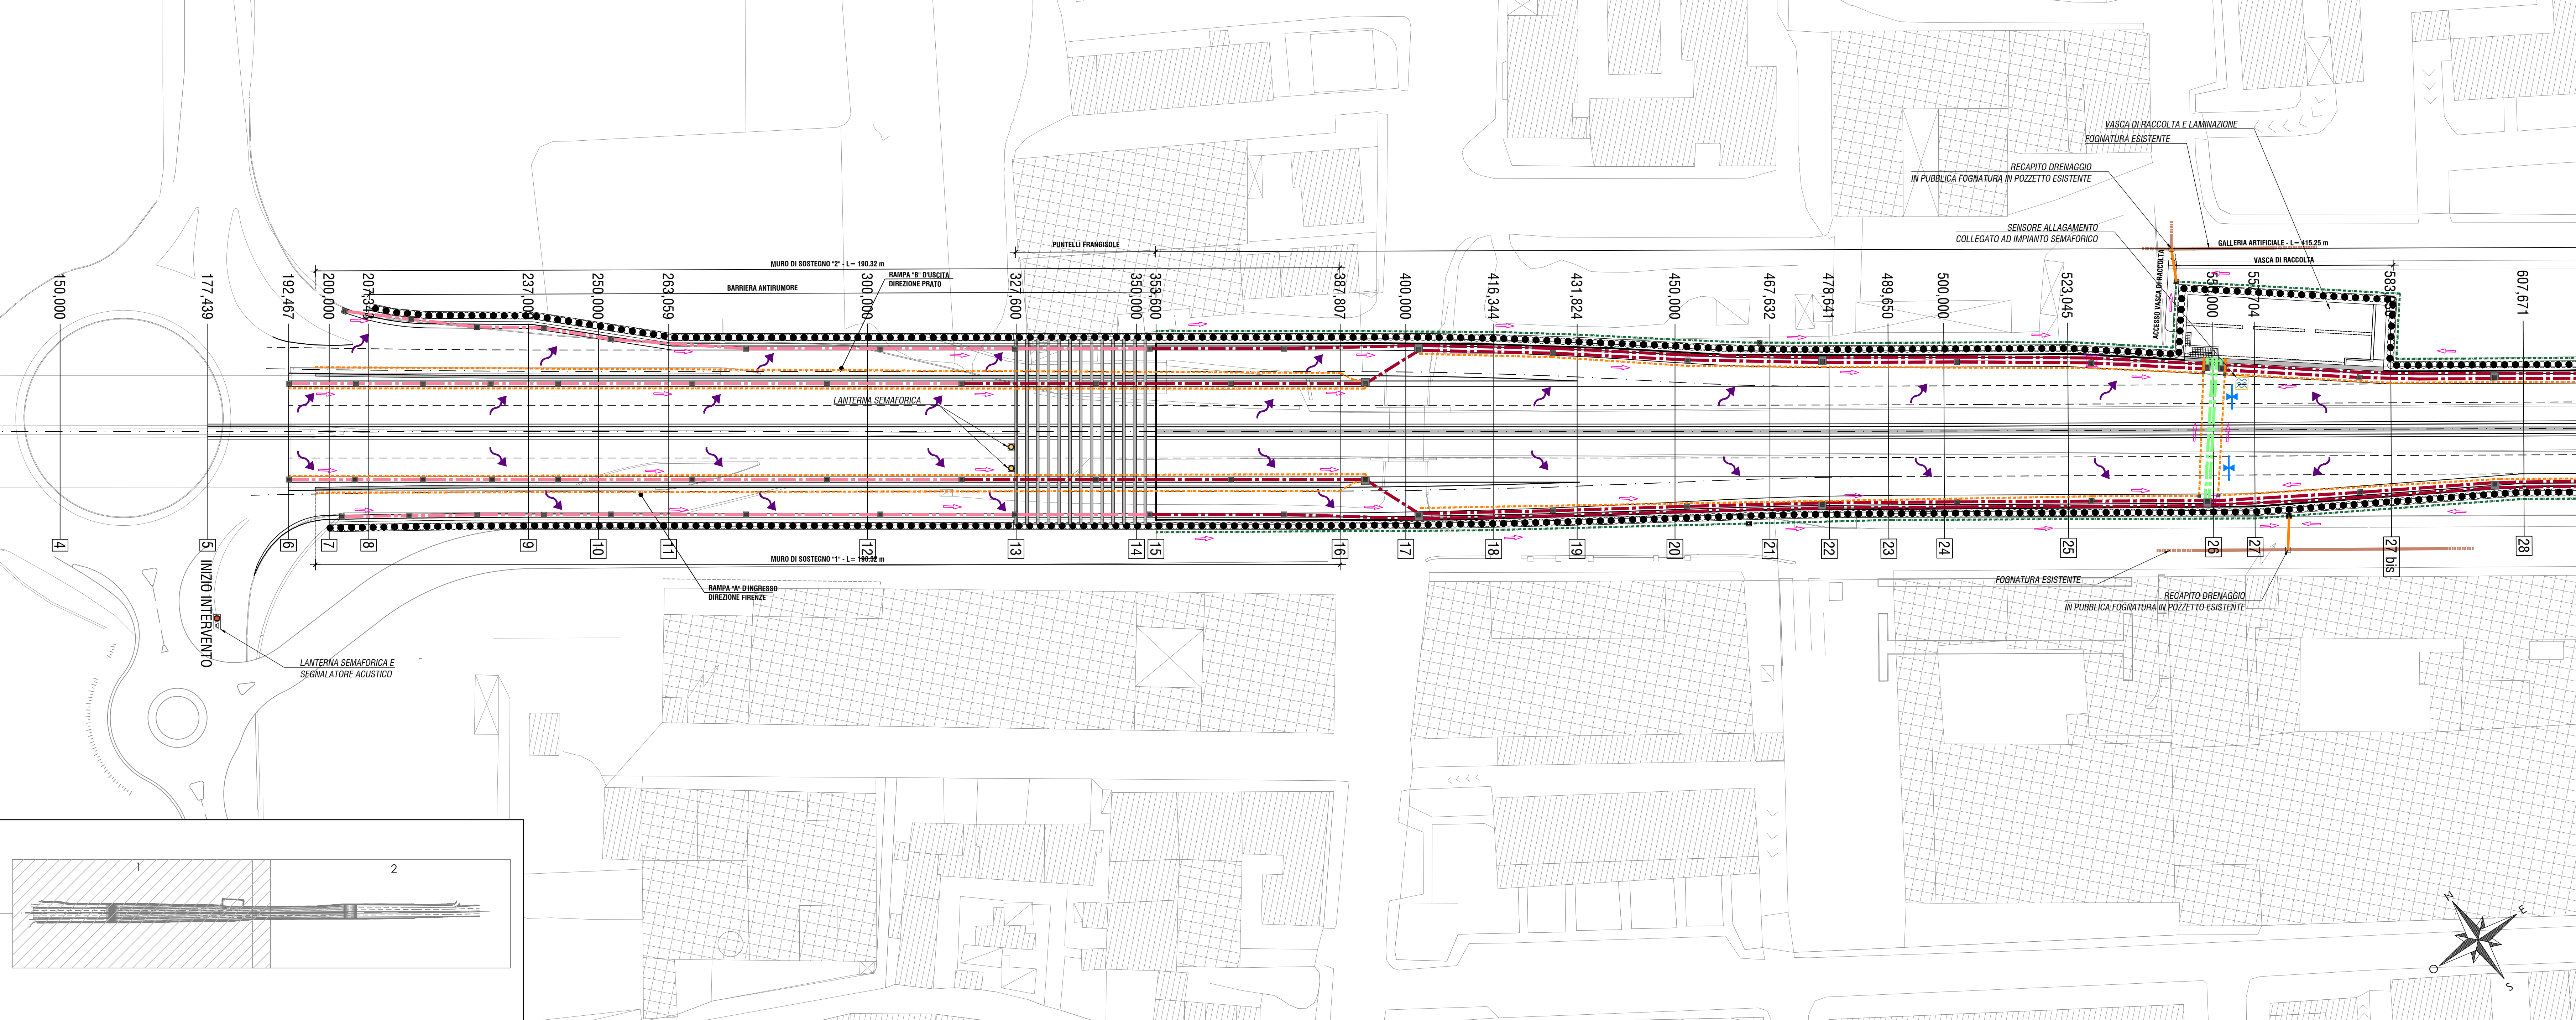 VASCA DI RACCOLTA E LAMINAZIONE
FOGNATURA ESISTENTE
RECAPITO DRENAGGIO
IN PUBBLICA FOGNATURA IN POZZETTO ESISTENTE
SENSORE ALLAGAMENTO
COLLEGATO AD IMPIANTO SEMAFORICO
GALLERIA ARTIFICIALE - L= 415.25 m
VASCA DI RACCOLTA
ACCESSO VASCA DI RACCOLTA
PUNTELLI FRANGISOLE
MURO DI SOSTEGNO "2" - L= 190.32 m
RAMPA "B" D'USCITA
DIREZIONE PRATO
BARRIERA ANTIRUMORE
150,000
177,439
192,467
200,000
237,000
250,000
263,059
300,006
327,600
350,000
353,600
387,807
400,000
416,344
431,824
450,000
467,632
478,641
489,650
500,000
523,045
607,671
LANTERNA SEMAFORICA
4
5
6
7
8
9
10
11
12
13
14
15
16
17
18
19
20
21
22
23
24
25
26
27
27 bis
28
INIZIO INTERVENTO
MURO DI SOSTEGNO "1" - L= 190.32 m
RAMPA "A" D'INGRESSO
DIREZIONE FIRENZE
FOGNATURA ESISTENTE
RECAPITO DRENAGGIO
IN PUBBLICA FOGNATURA IN POZZETTO ESISTENTE
LANTERNA SEMAFORICA E
SEGNALATORE ACUSTICO
1
2
N
E
O
S